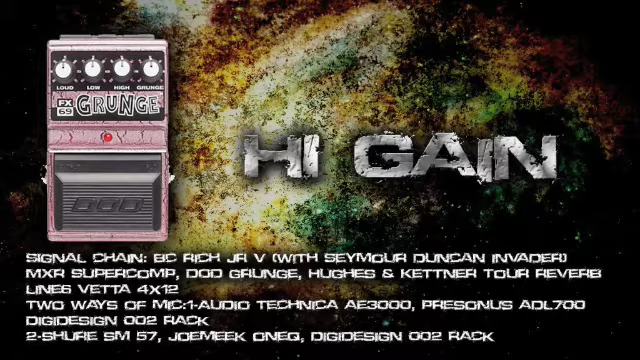 LOUD LOW HIGH GRUNGE
FX 69 GRUNGE
DOD
HI GAIN
SIGNAL CHAIN: BC RICH JR V (WITH SEYMOUR DUNCAN INVADER)
MXR SUPERCOMP, DOD GRUNGE, HUGHES & KETTNER TOUR REVERB
LINE6 VETTA 4X12
TWO WAYS OF MIC:1-AUDIO TECHNICA AE3000, PRESONUS ADL700
DIGIDESIGN 002 RACK
2-SHURE SM 57, JOEMEEK ONEQ, DIGIDESIGN 002 RACK